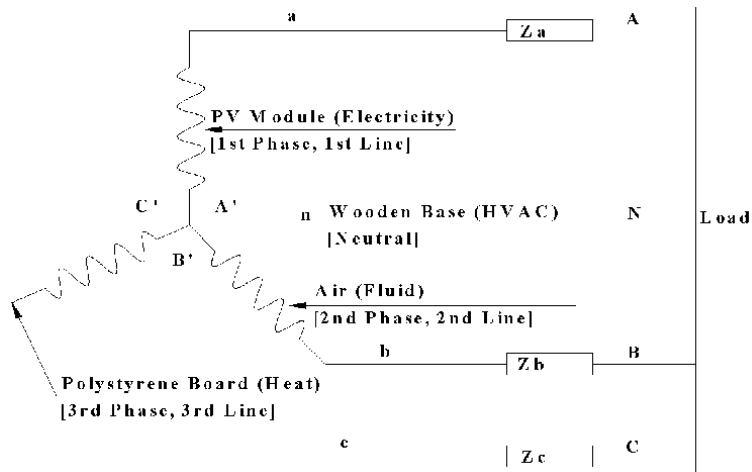 a
A
Za
PV Module (Electricity)
[1st Phase, 1st Line]
C'
A'
n
Wooden Base (HVAC)
N
Load
[Neutral]
B'
Air (Fluid)
[2nd Phase, 2nd Line]
b
Zb
B
Polystyrene Board (Heat)
[3rd Phase, 3rd Line]
c
Zc
C